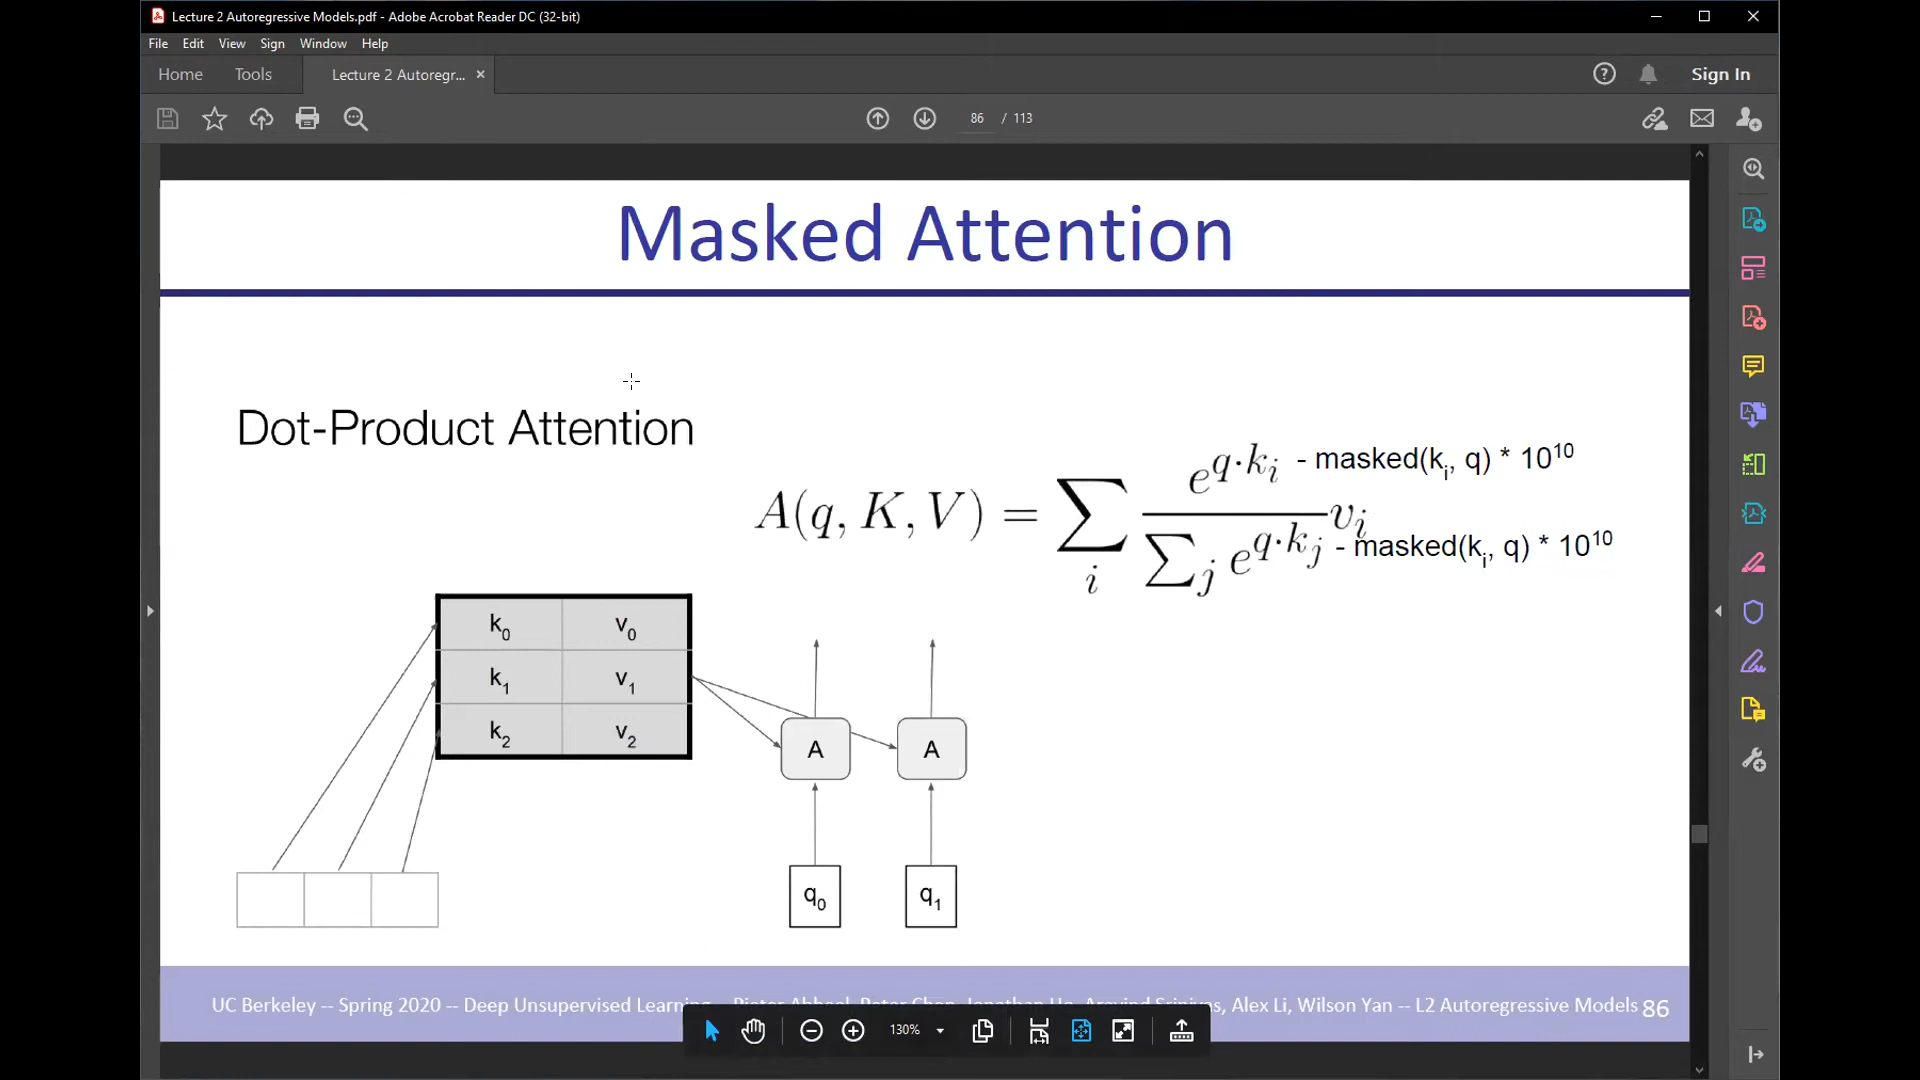 Lecture 2 Autoregressive Models.pdf - Adobe Acrobat Reader DC (32-bit)
File Edit View Sign Window Help
Home Tools Lecture 2 Autoregr... × Sign In
86 / 113
Masked Attention
Dot-Product Attention
A(q, K, V) = ∑_i e^{q·k_i} - masked(k_i, q) * 10^{10} / ∑_j e^{q·k_j} - masked(k_i, q) * 10^{10} v_i
k₀ v₀
k₁ v₁
k₂ v₂
A A
q₀ q₁
UC Berkeley -- Spring 2020 -- Deep Unsupervised Learning -- Alex Li, Wilson Yan -- L2 Autoregressive Models 86
130%